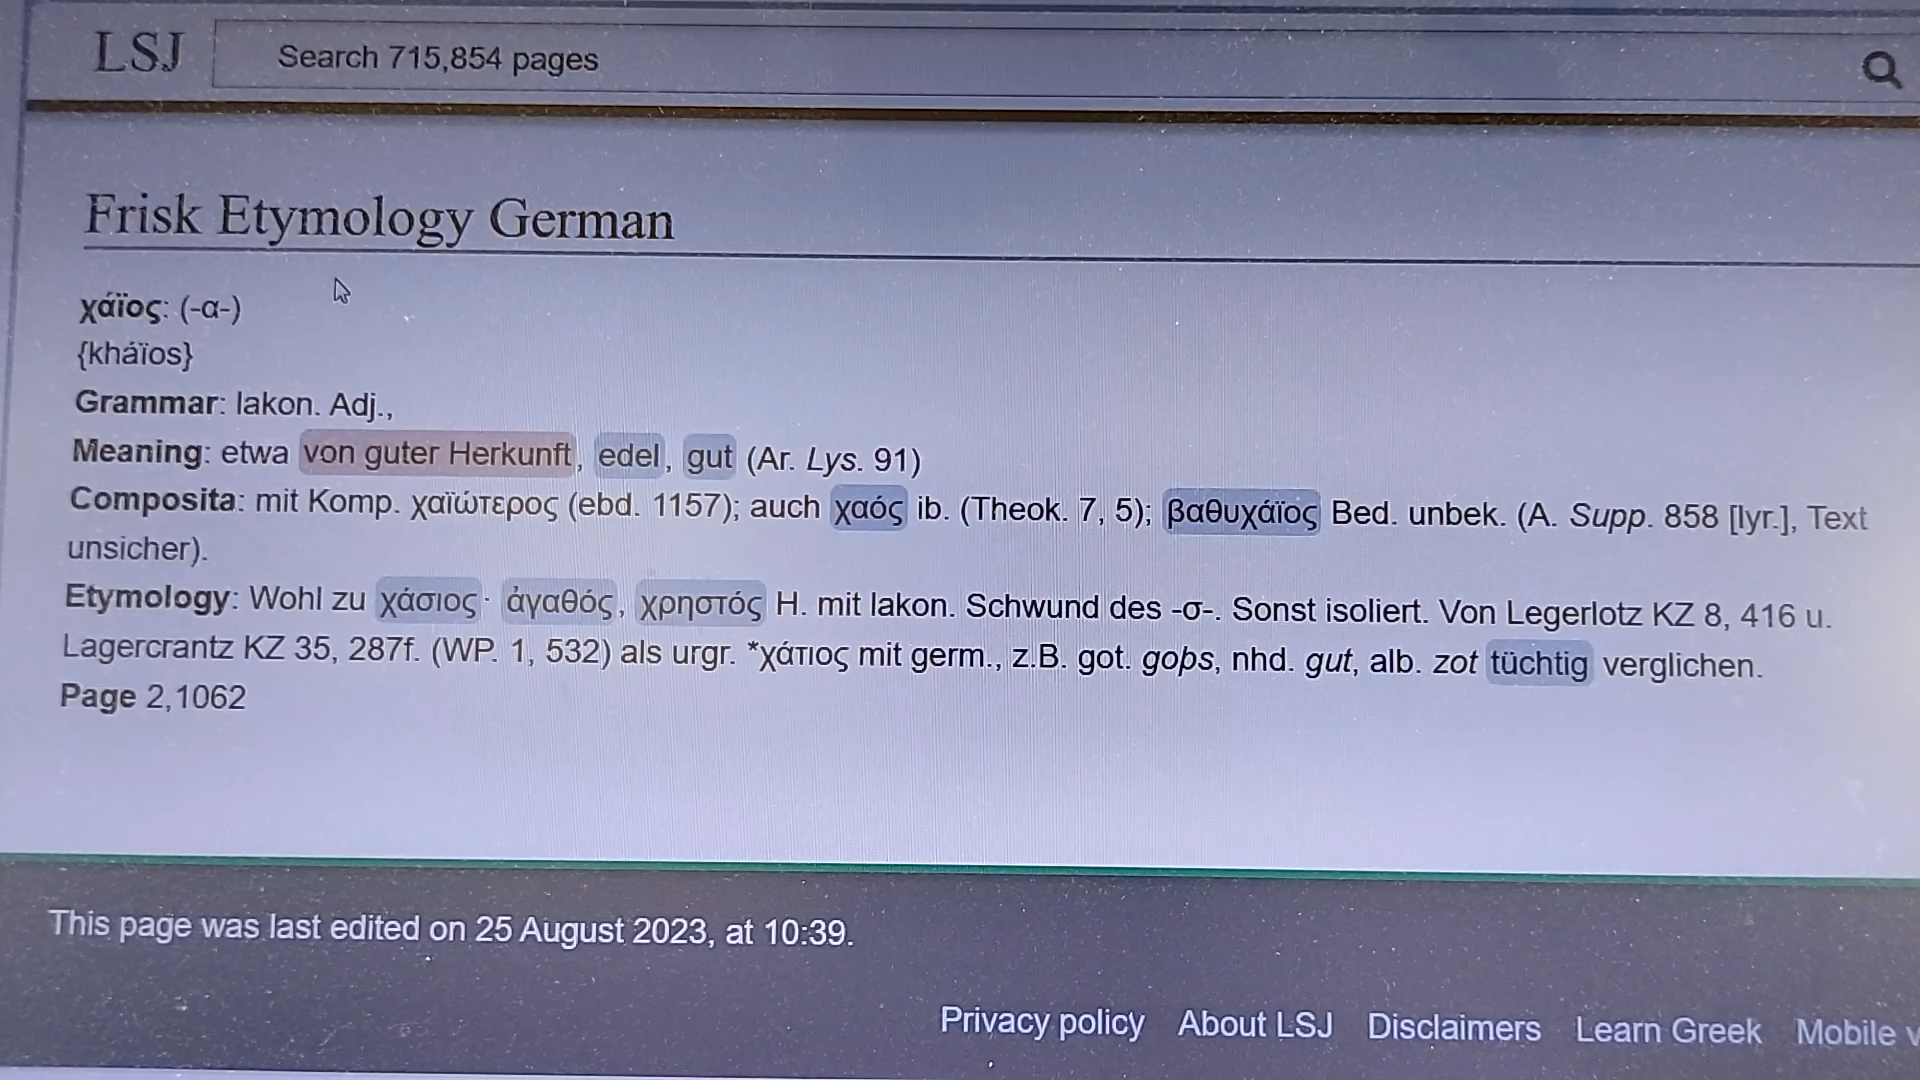 LSJ Search 715,854 pages
Frisk Etymology German
χάϊος: (-α-)
{kháïos}
Grammar: lakon. Adj.,
Meaning: etwa von guter Herkunft, edel, gut (Ar. Lys. 91)
Composita: mit Komp. χαϊώτερος (ebd. 1157); auch χαός ib. (Theok. 7, 5); βαθυχάϊος Bed. unbek. (A. Supp. 858 [lyr.], Text
unsicher).
Etymology: Wohl zu χάσιος· ἀγαθός, χρηστός H. mit lakon. Schwund des -σ-. Sonst isoliert. Von Legerlotz KZ 8, 416 u.
Lagercrantz KZ 35, 287f. (WP. 1, 532) als urgr. *χάτιος mit germ., z.B. got. goþs, nhd. gut, alb. zot tüchtig verglichen.
Page 2,1062
This page was last edited on 25 August 2023, at 10:39.
Privacy policy About LSJ Disclaimers Learn Greek Mobile v